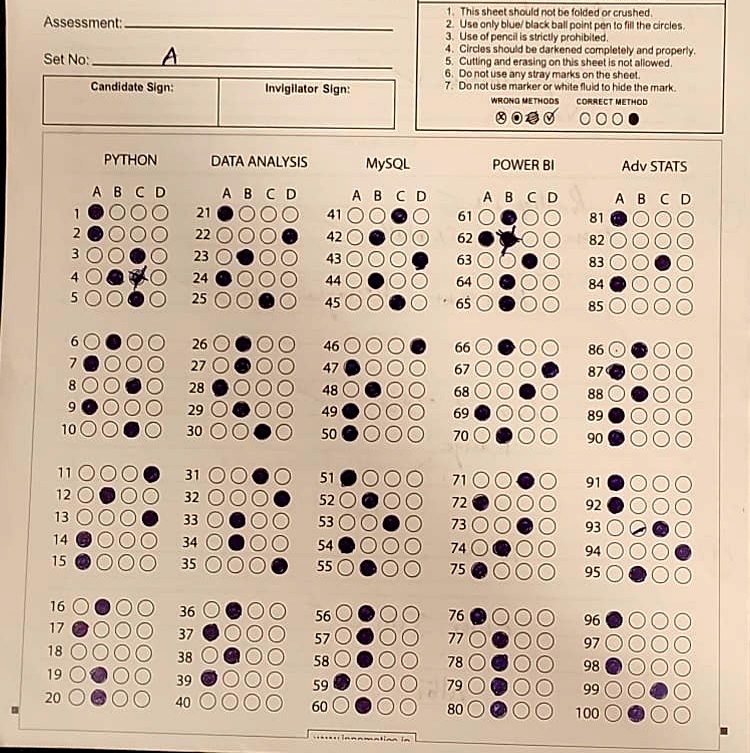 Assessment:
Set No: A
Candidate Sign: Invigilator Sign:
1. This sheet should not be folded or crushed.
2. Use only blue/ black ball point pen to fill the circles.
3. Use of pencil is strictly prohibited.
4. Circles should be darkened completely and properly.
5. Cutting and erasing on this sheet is not allowed.
6. Do not use any stray marks on the sheet.
7. Do not use marker or white fluid to hide the mark.
WRONG METHODS CORRECT METHOD
PYTHON DATA ANALYSIS MySQL POWER BI Adv STATS
A B C D A B C D A B C D A B C D A B C D
1 21 41 61 81
2 22 42 62 82
3 23 43 63 83
4 24 44 64 84
5 25 45 65 85
6 26 46 66 86
7 27 47 67 87
8 28 48 68 88
9 29 49 69 89
10 30 50 70 90
11 31 51 71 91
12 32 52 72 92
13 33 53 73 93
14 34 54 74 94
15 35 55 75 95
16 36 56 76 96
17 37 57 77 97
18 38 58 78 98
19 39 59 79 99
20 40 60 80 100